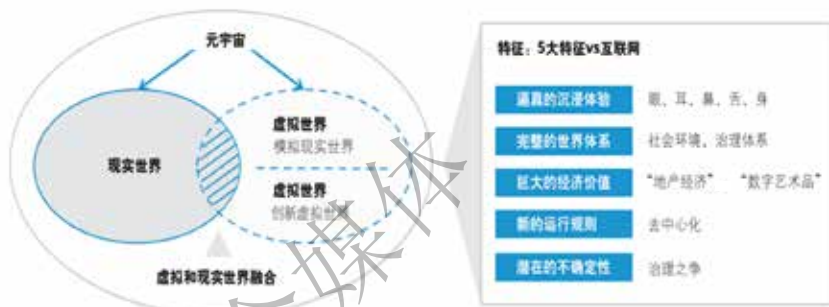 元宇宙
现实世界
虚拟世界
模拟现实世界
虚拟世界
创新虚拟世界
虚拟和现实世界融合
特征：5大特征vs互联网
逼真的沉浸体验 眼、耳、鼻、舌、身
完整的世界体系 社会环境、治理体系
巨大的经济价值 “地产经济” “数字艺术品”
新的运行规则 去中心化
潜在的不确定性 治理之争
媒体